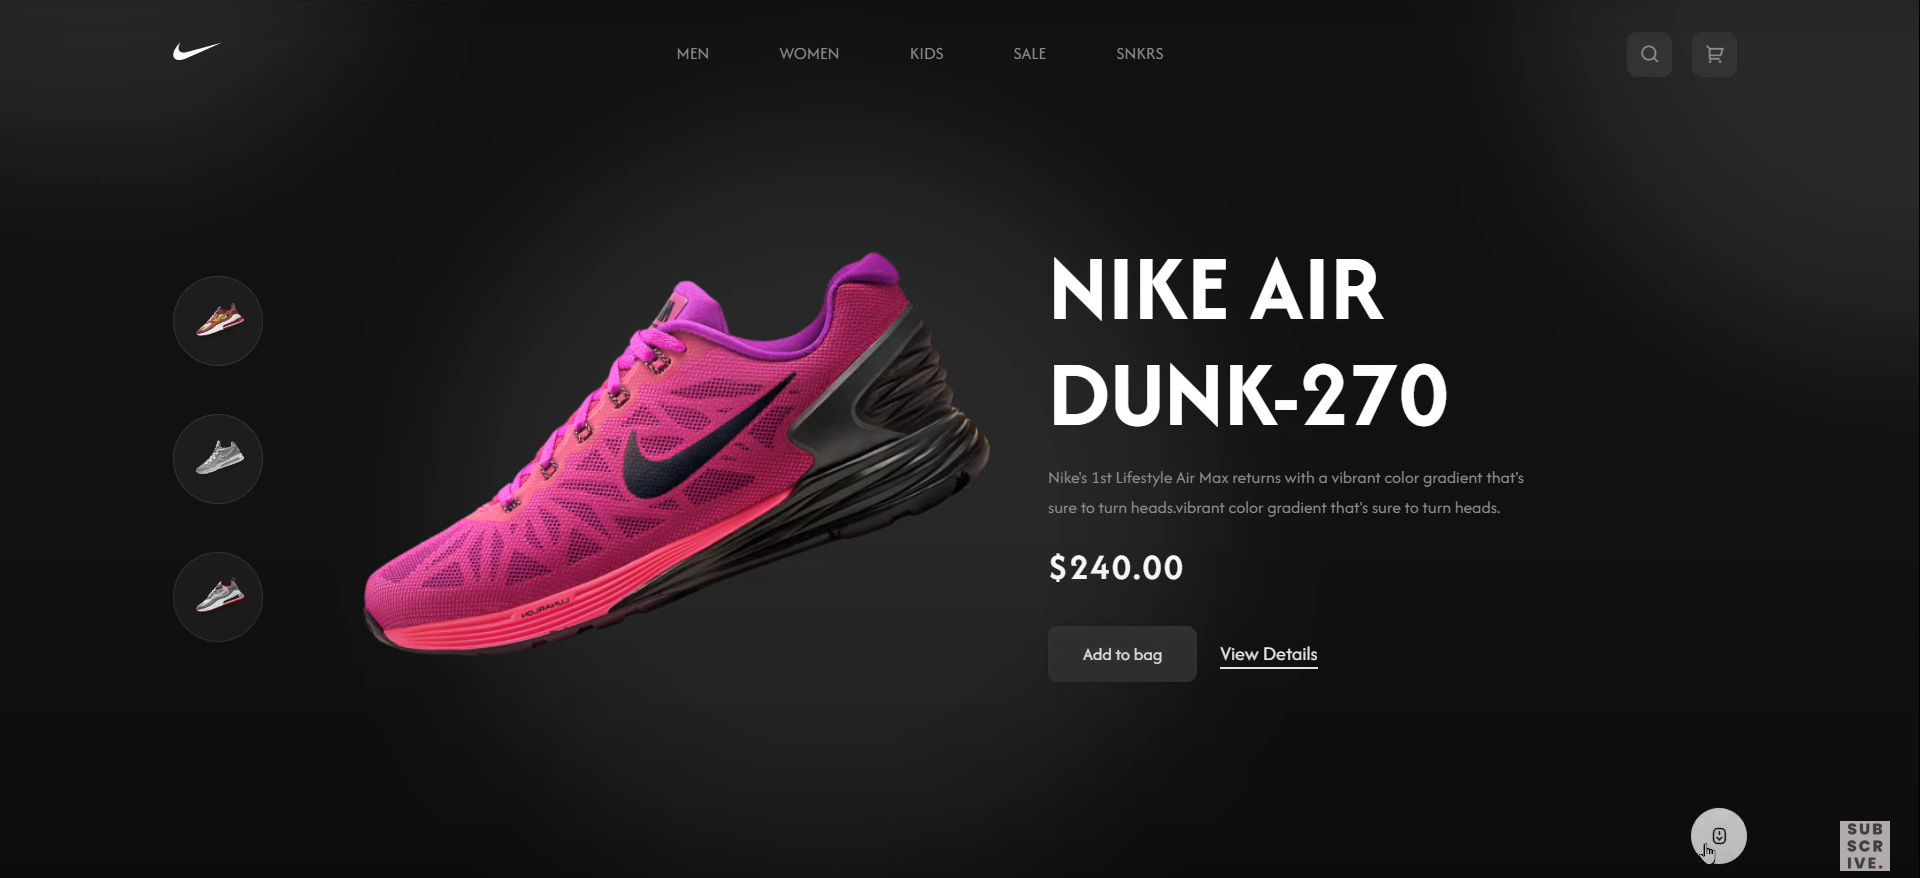 MEN WOMEN KIDS SALE SNKRS
NIKE AIR
DUNK-270
Nike's 1st Lifestyle Air Max returns with a vibrant color gradient that's
sure to turn heads.vibrant color gradient that's sure to turn heads.
$240.00
Add to bag View Details
LUNARLON
SUB
SCR
IVE.